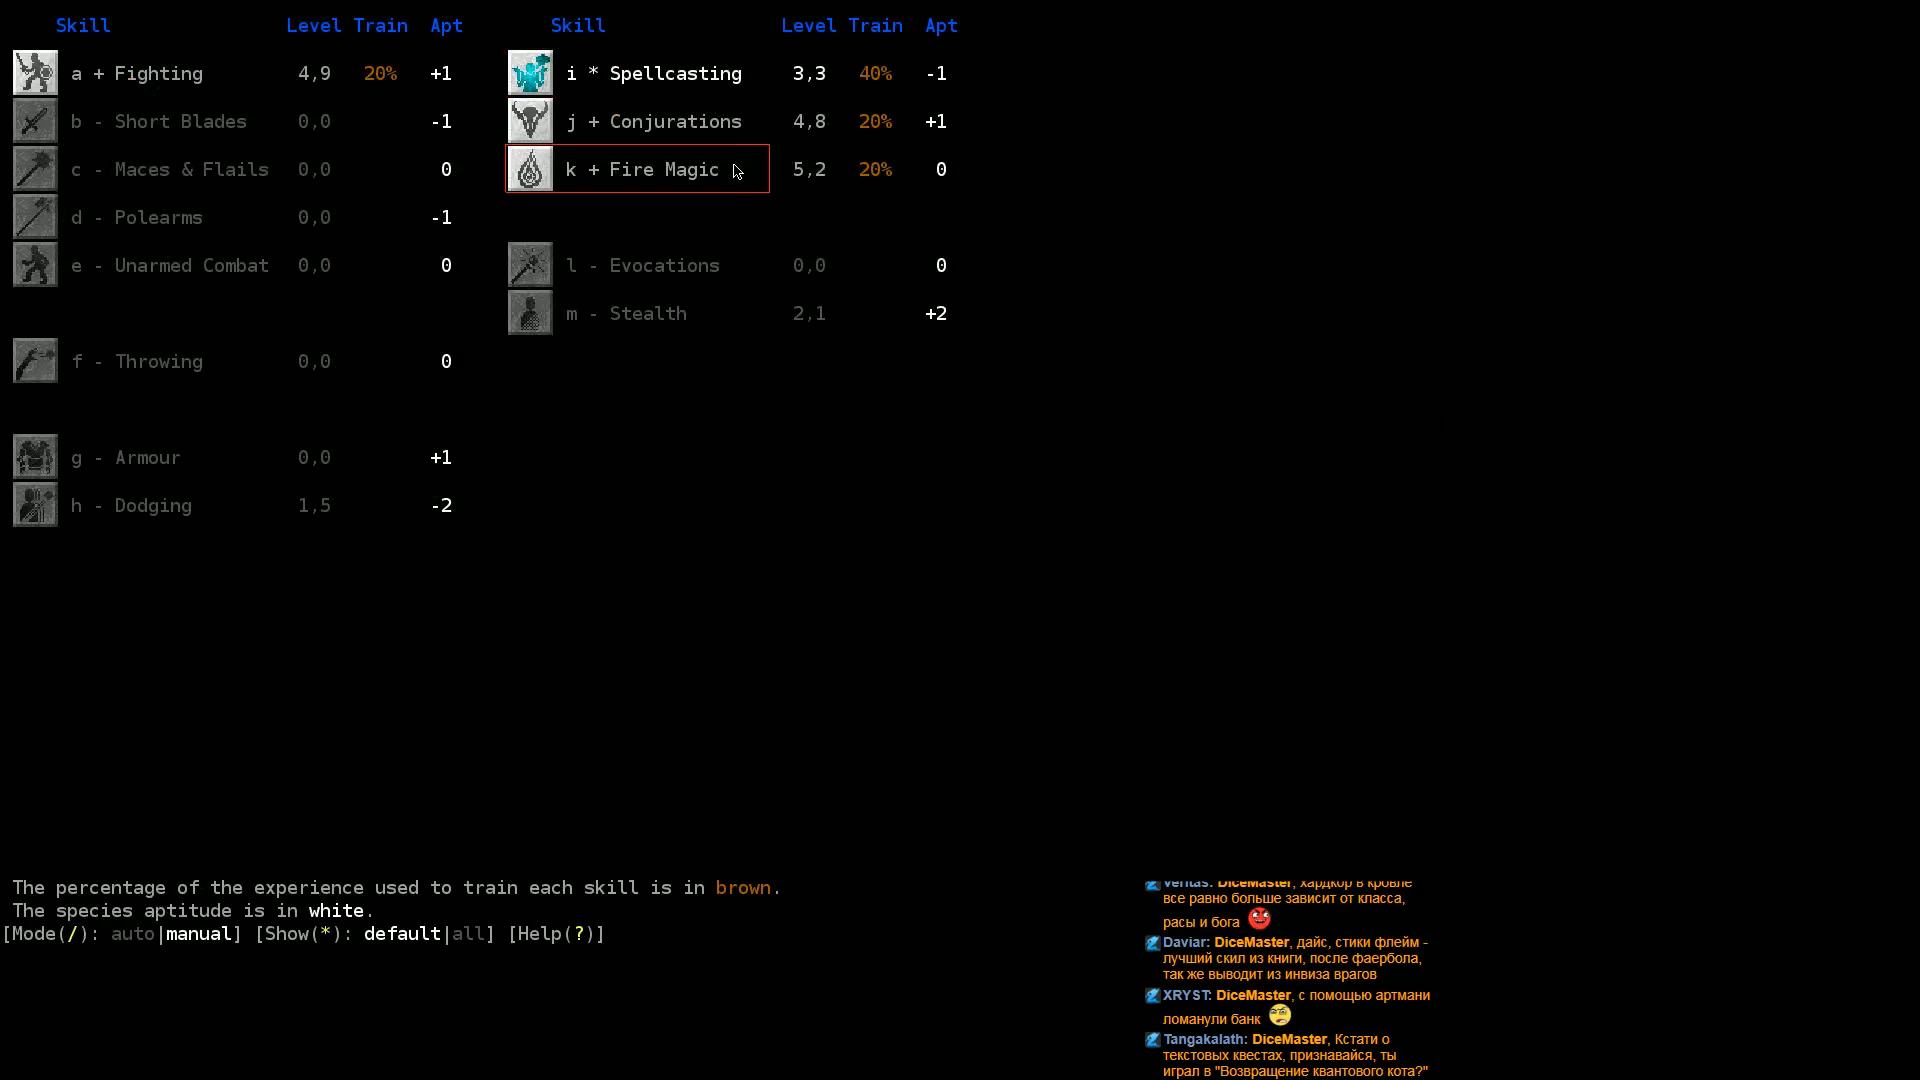 Skill Level Train Apt Skill Level Train Apt
a + Fighting 4,9 20% +1 i * Spellcasting 3,3 40% -1
b - Short Blades 0,0 -1 j + Conjurations 4,8 20% +1
c - Maces & Flails 0,0 0 k + Fire Magic 5,2 20% 0
d - Polearms 0,0 -1
e - Unarmed Combat 0,0 0 l - Evocations 0,0 0
m - Stealth 2,1 +2
f - Throwing 0,0 0
g - Armour 0,0 +1
h - Dodging 1,5 -2
The percentage of the experience used to train each skill is in brown.
The species aptitude is in white.
[Mode(/): auto|manual] [Show(*): default|all] [Help(?)]
Veritas: DiceMaster, хардкор в кровле
все равно больше зависит от класса,
расы и бога
Daviar: DiceMaster, дайс, стики флейм -
лучший скил из книги, после фаербола,
так же выводит из инвиза врагов
XRYST: DiceMaster, с помощью артмани
ломанули банк
Tangakalath: DiceMaster, Кстати о
текстовых квестах, признавайся, ты
играл в "Возвращение квантового кота?"